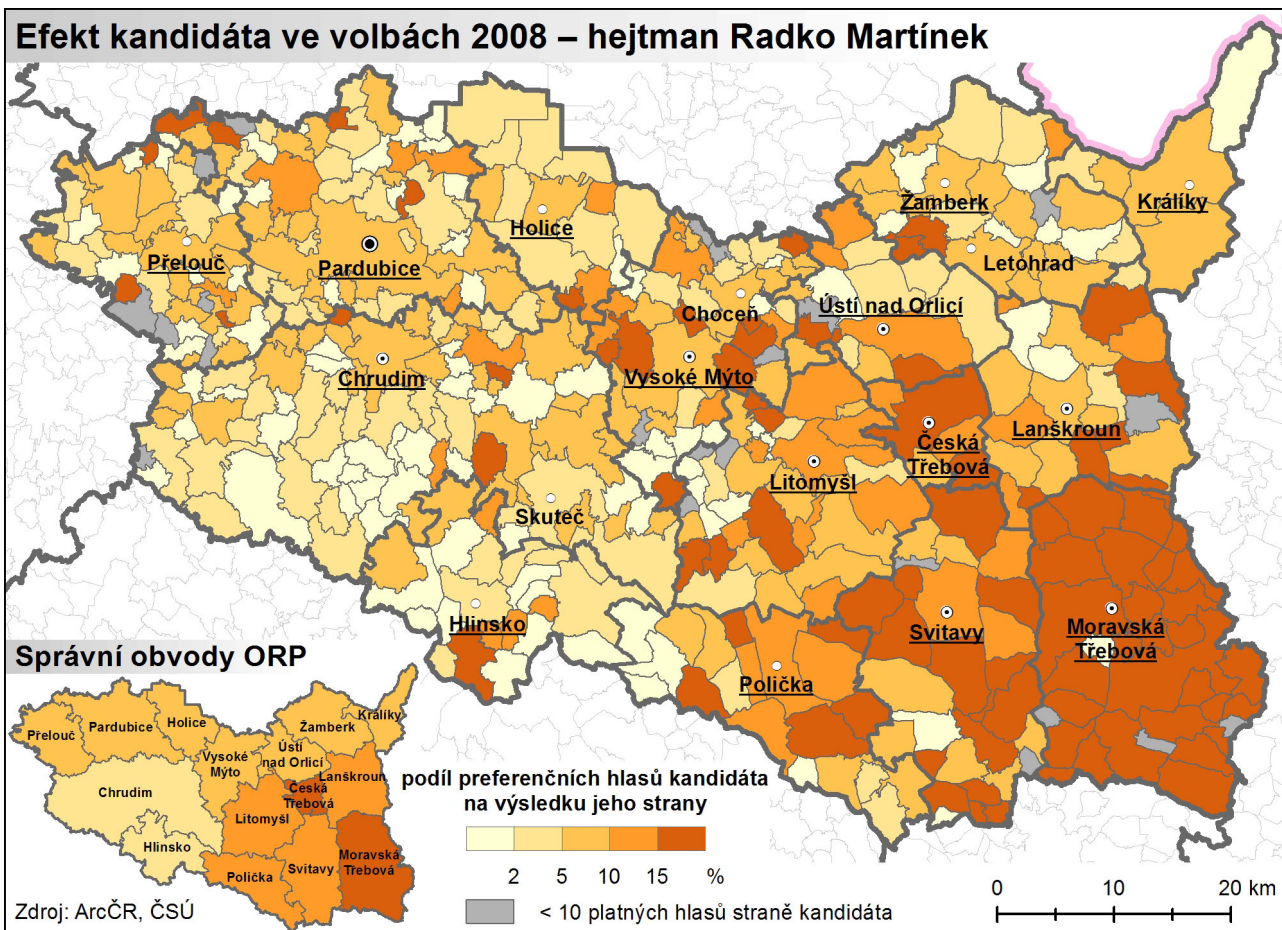 Efekt kandidáta ve volbách 2008 – hejtman Radko Martínek
Žamberk
Králíky
Holice
Letohrad
Přelouč
Pardubice
Choceň
Ústí nad Orlicí
Chrudim
Vysoké Mýto
Česká
Třebová
Lanškroun
Litomyšl
Skuteč
Hlinsko
Svitavy
Moravská
Třebová
Polička
Správní obvody ORP
Přelouč
Pardubice
Holice
Žamberk
Králíky
Vysoké
Mýto
Ústí
nad Orlicí
Lanškroun
Česká
Třebová
Chrudim
Litomyšl
Hlinsko
Polička
Svitavy
Moravská
Třebová
podíl preferenčních hlasů kandidáta
na výsledku jeho strany
2 5 10 15 %
< 10 platných hlasů straně kandidáta
0 10 20 km
Zdroj: ArcČR, ČSÚ